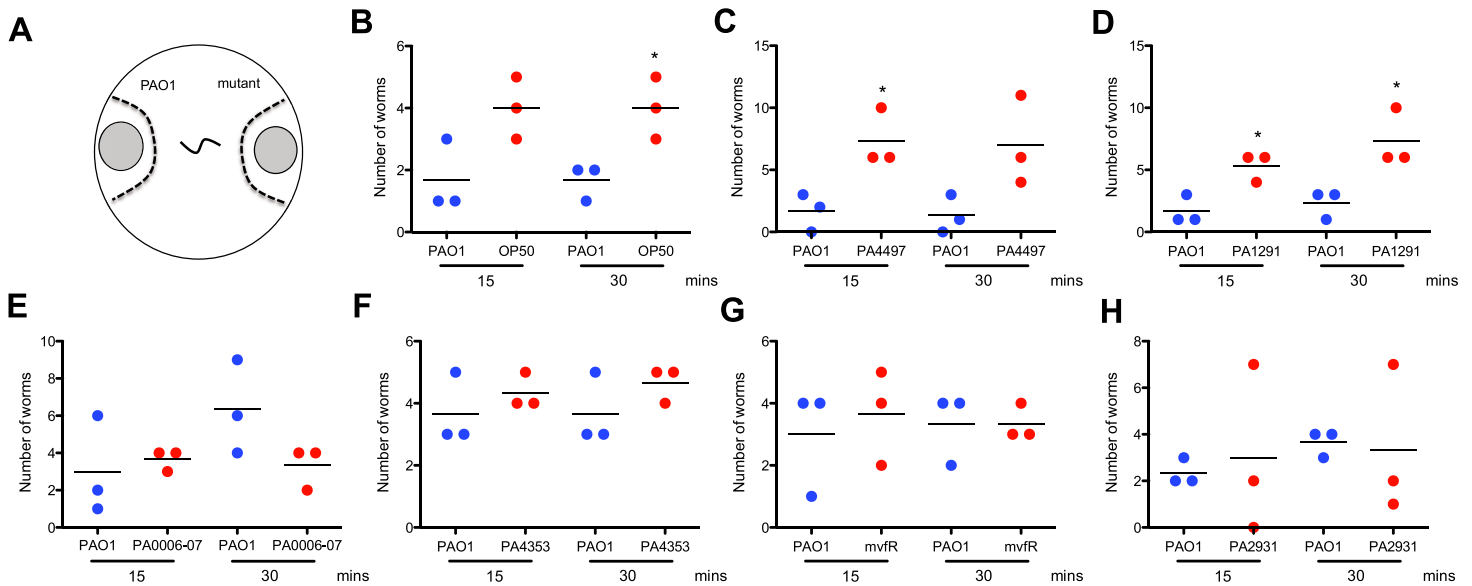 A
PAO1 mutant
B
Number of worms
6
4
2
0
*
PAO1 OP50 PAO1 OP50
15 30 mins
C
Number of worms
15
10
5
0
*
PAO1 PA4497 PAO1 PA4497
15 30 mins
D
Number of worms
15
10
5
0
*
*
PAO1 PA1291 PAO1 PA1291
15 30 mins
E
Number of worms
10
8
6
4
2
0
PAO1 PA0006-07 PAO1 PA0006-07
15 30 mins
F
Number of worms
6
4
2
0
PAO1 PA4353 PAO1 PA4353
15 30 mins
G
Number of worms
6
4
2
0
PAO1 mvfR PAO1 mvfR
15 30 mins
H
Number of worms
8
6
4
2
0
PAO1 PA2931 PAO1 PA2931
15 30 mins